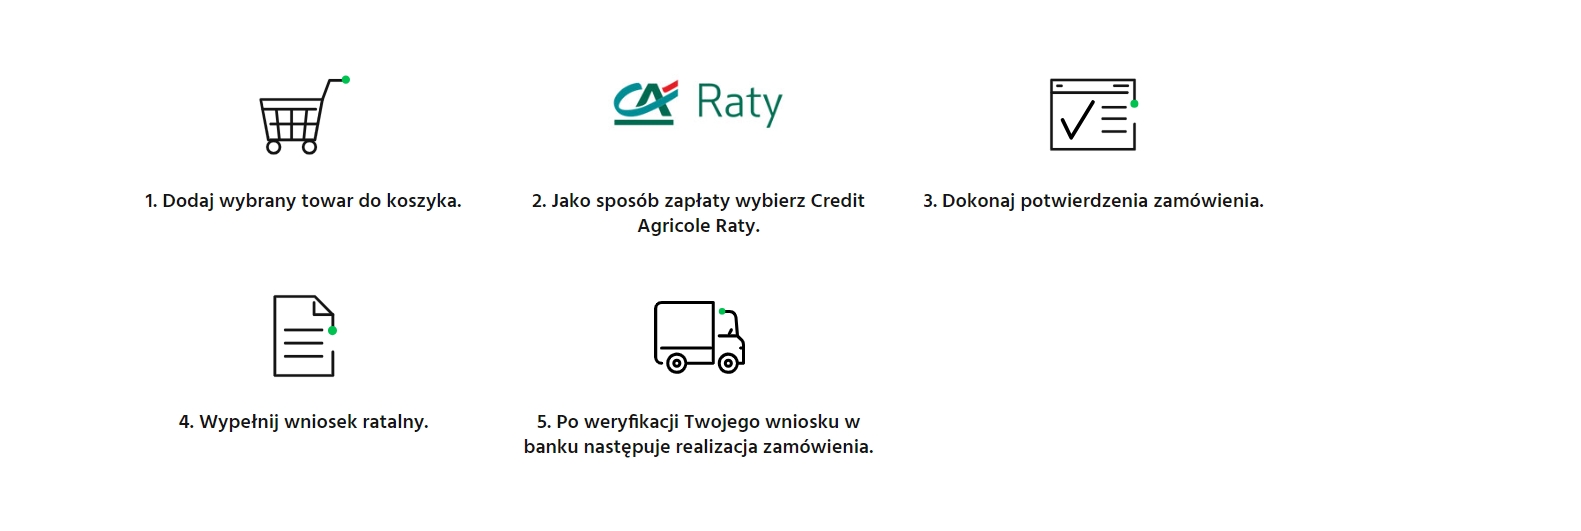 Raty
1. Dodaj wybrany towar do koszyka.
2. Jako sposób zapłaty wybierz Credit
Agricole Raty.
3. Dokonaj potwierdzenia zamówienia.
4. Wypełnij wniosek ratalny.
5. Po weryfikacji Twojego wniosku w
banku następuje realizacja zamówienia.